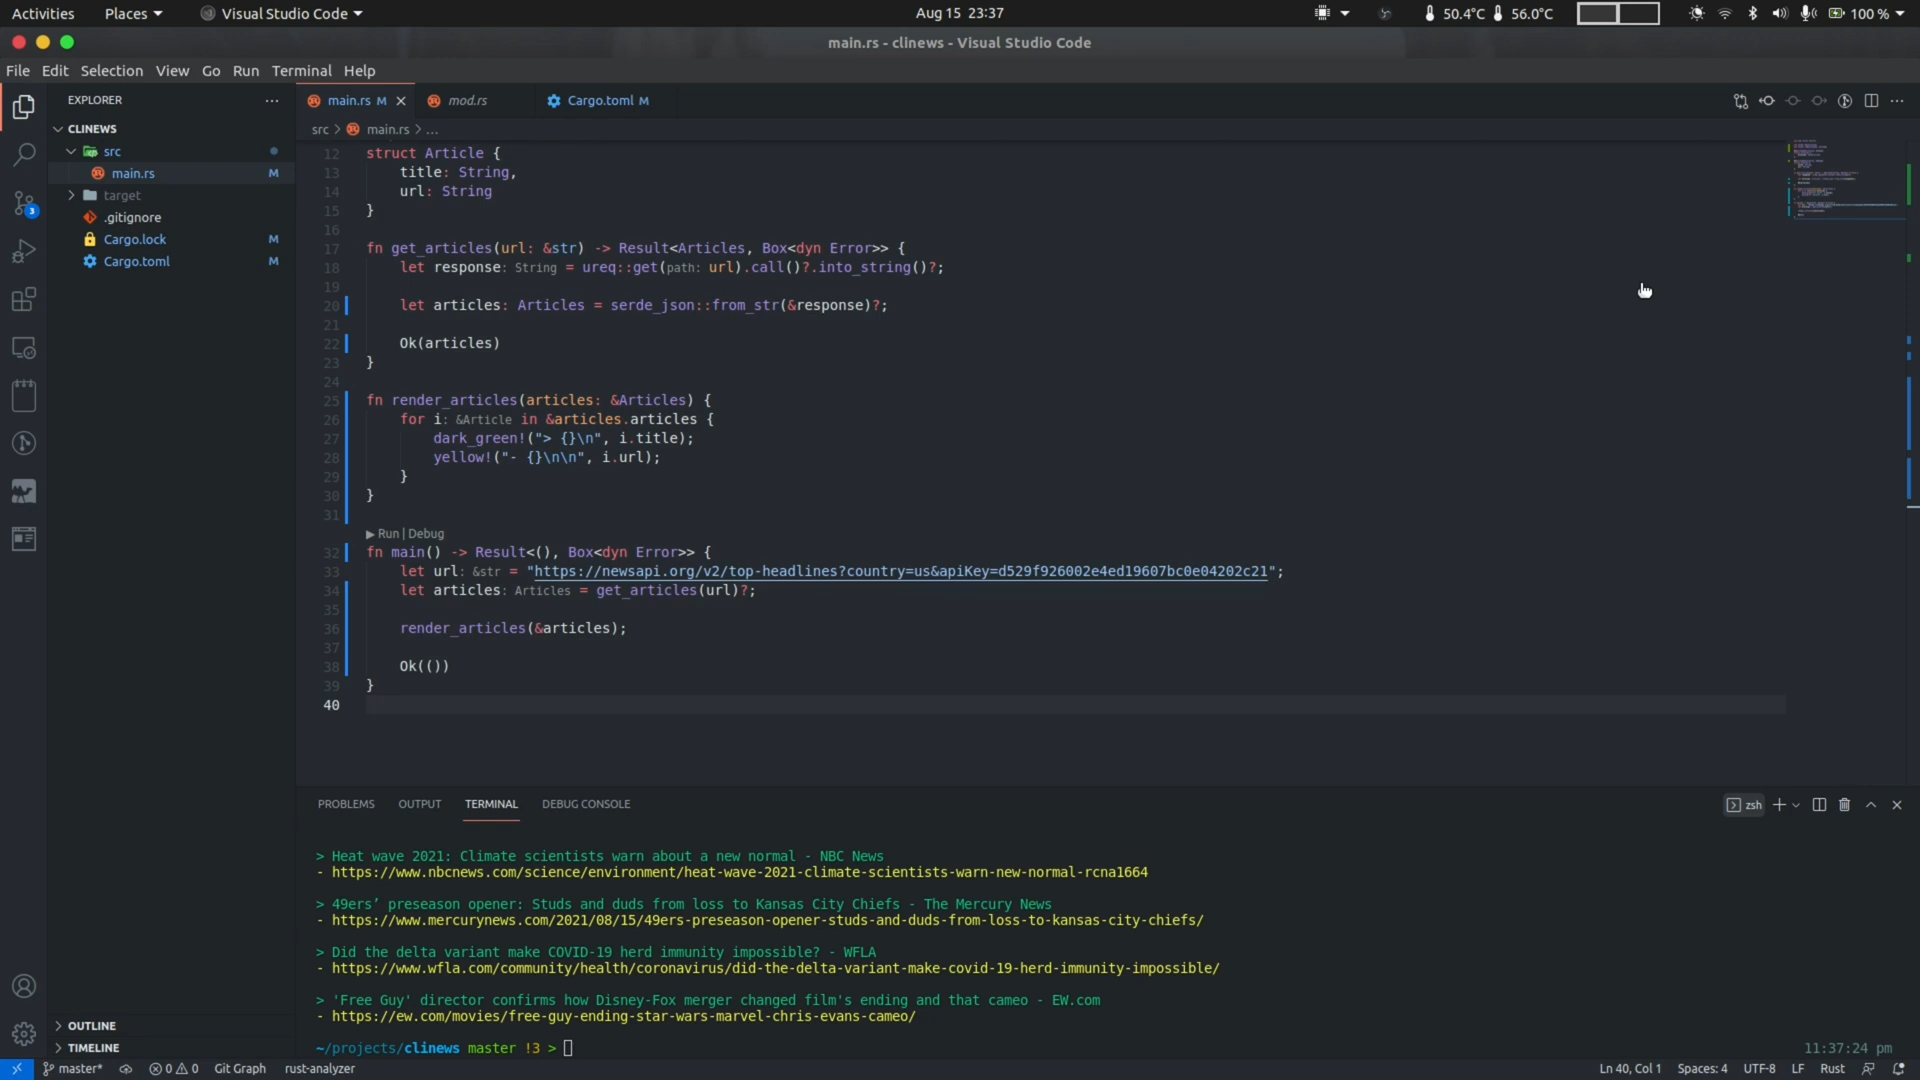 Activities Places Visual Studio Code Aug 15 23:37 50.4°C 56.0°C 100 %
main.rs - clinews - Visual Studio Code
File Edit Selection View Go Run Terminal Help
EXPLORER ...
main.rs M
mod.rs
Cargo.toml M
CLINEWS
src
main.rs M
target
.gitignore
Cargo.lock M
Cargo.toml M
OUTLINE
TIMELINE
3
src > main.rs > ...
12 struct Article {
13 title: String,
14 url: String
15 }
16
17 fn get_articles(url: &str) -> Result<Articles, Box<dyn Error>> {
18 let response: String = ureq::get(path: url).call()?.into_string()?;
19
20 let articles: Articles = serde_json::from_str(&response)?;
21
22 Ok(articles)
23 }
24
25 fn render_articles(articles: &Articles) {
26 for i: &Article in &articles.articles {
27 dark_green!("> {}\n", i.title);
28 yellow!("- {}\n\n", i.url);
29 }
30 }
31
Run | Debug
32 fn main() -> Result<(), Box<dyn Error>> {
33 let url: &str = "https://newsapi.org/v2/top-headlines?country=us&apiKey=d529f926002e4ed19607bc0e04202c21";
34 let articles: Articles = get_articles(url)?;
35
36 render_articles(&articles);
37
38 Ok(())
39 }
40
PROBLEMS OUTPUT TERMINAL DEBUG CONSOLE zsh
> Heat wave 2021: Climate scientists warn about a new normal - NBC News
- https://www.nbcnews.com/science/environment/heat-wave-2021-climate-scientists-warn-new-normal-rcna1664
> 49ers’ preseason opener: Studs and duds from loss to Kansas City Chiefs - The Mercury News
- https://www.mercurynews.com/2021/08/15/49ers-preseason-opener-studs-and-duds-from-loss-to-kansas-city-chiefs/
> Did the delta variant make COVID-19 herd immunity impossible? - WFLA
- https://www.wfla.com/community/health/coronavirus/did-the-delta-variant-make-covid-19-herd-immunity-impossible/
> 'Free Guy' director confirms how Disney-Fox merger changed film's ending and that cameo - EW.com
- https://ew.com/movies/free-guy-ending-star-wars-marvel-chris-evans-cameo/
~/projects/clinews master !3 > 11:37:24 pm
master* 0 0 Git Graph rust-analyzer Ln 40, Col 1 Spaces: 4 UTF-8 LF Rust